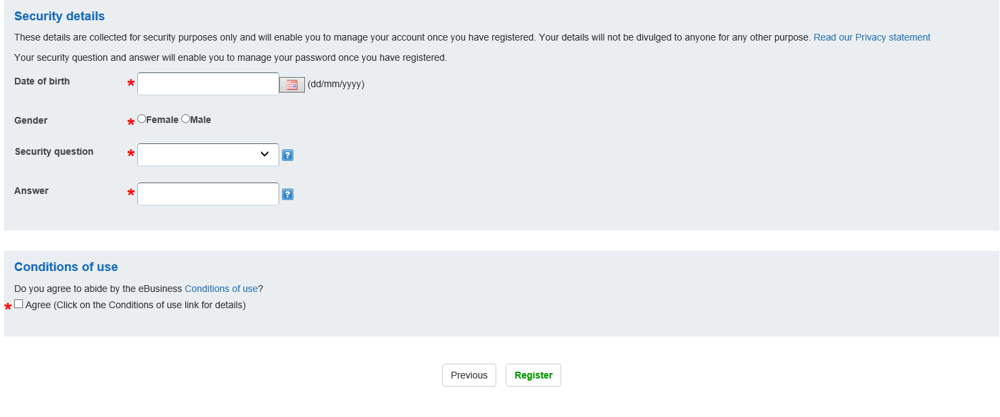 Security details
These details are collected for security purposes only and will enable you to manage your account once you have registered. Your details will not be divulged to anyone for any other purpose. Read our Privacy statement
Your security question and answer will enable you to manage your password once you have registered.
Date of birth * (dd/mm/yyyy)
Gender * Female Male
Security question * ?
Answer * ?
Conditions of use
Do you agree to abide by the eBusiness Conditions of use?
* Agree (Click on the Conditions of use link for details)
Previous Register